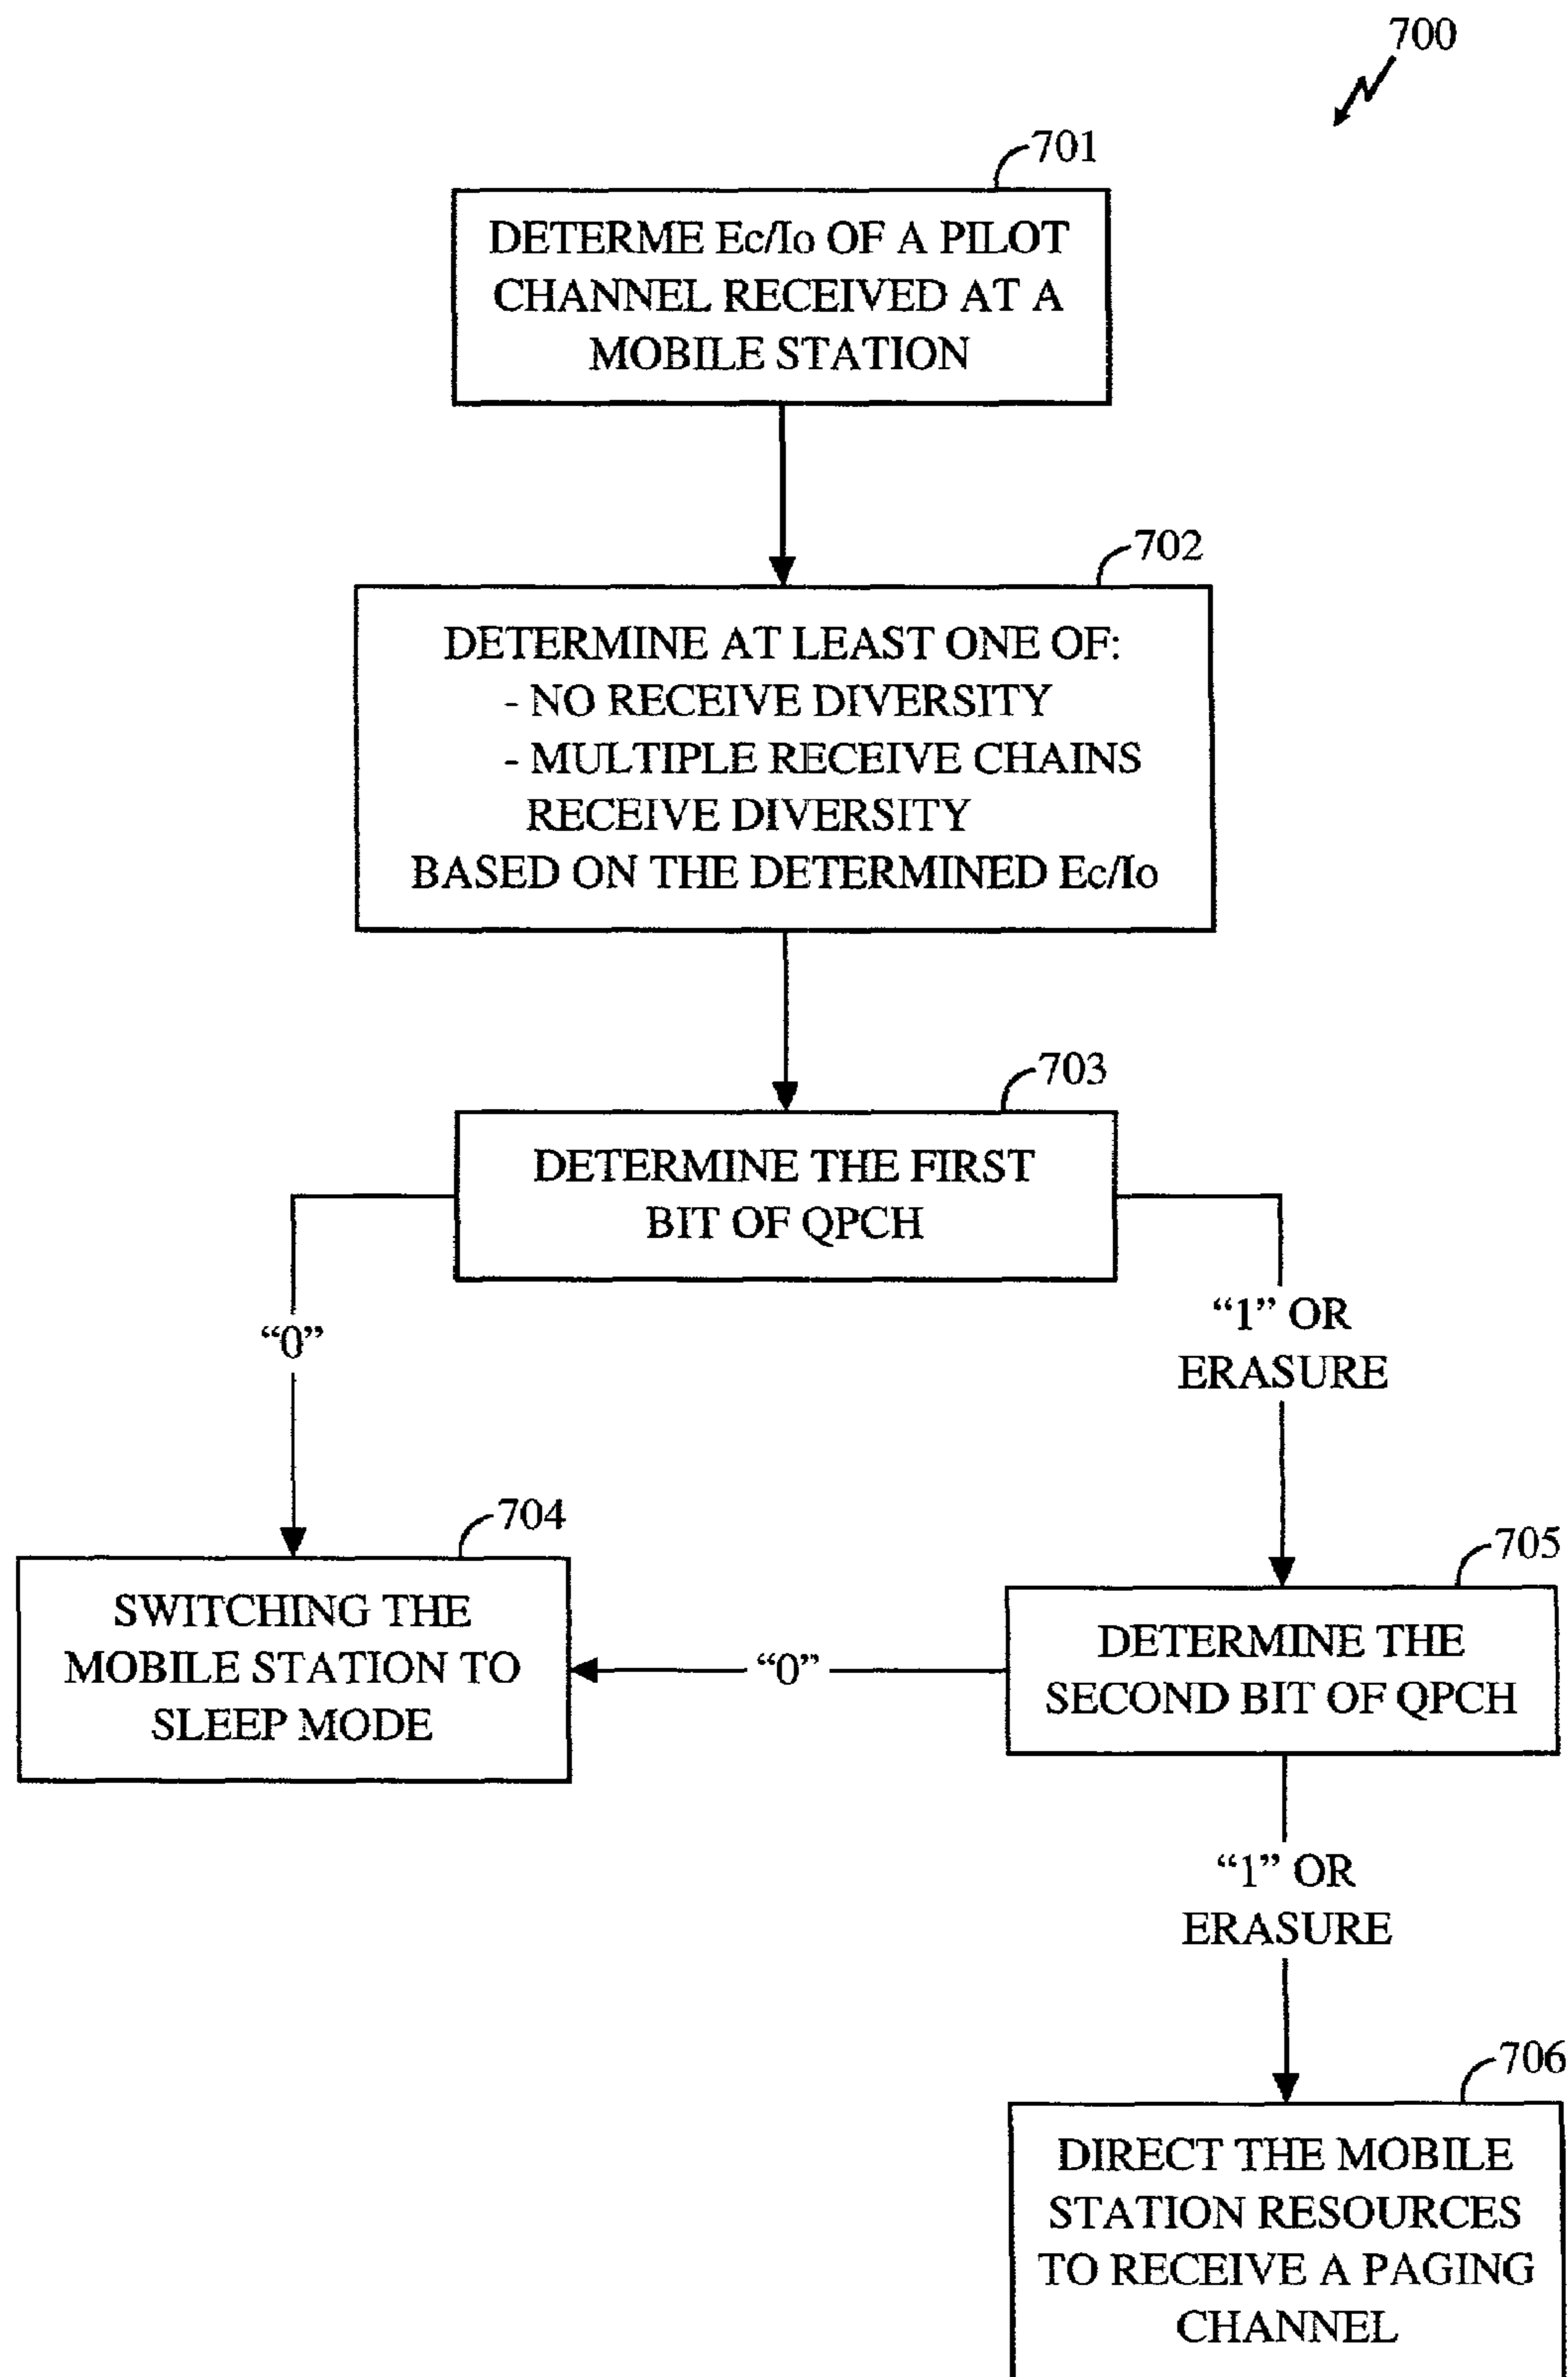 700
701
DETERME Ec/Io OF A PILOT
CHANNEL RECEIVED AT A
MOBILE STATION
702
DETERMINE AT LEAST ONE OF:
- NO RECEIVE DIVERSITY
- MULTIPLE RECEIVE CHAINS
RECEIVE DIVERSITY
BASED ON THE DETERMINED Ec/Io
703
DETERMINE THE FIRST
BIT OF QPCH
“0”
“1” OR
ERASURE
704
SWITCHING THE
MOBILE STATION TO
SLEEP MODE
“0”
705
DETERMINE THE
SECOND BIT OF QPCH
“1” OR
ERASURE
706
DIRECT THE MOBILE
STATION RESOURCES
TO RECEIVE A PAGING
CHANNEL